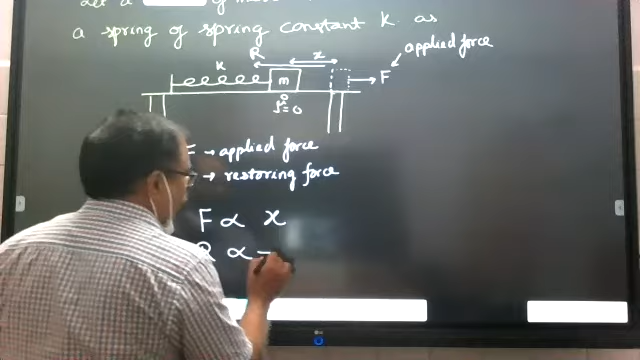 a spring of spring constant k as
applied force
R x
k m F
μ = 0
→ applied force
→ restoring force
F ∝ x
R ∝ -